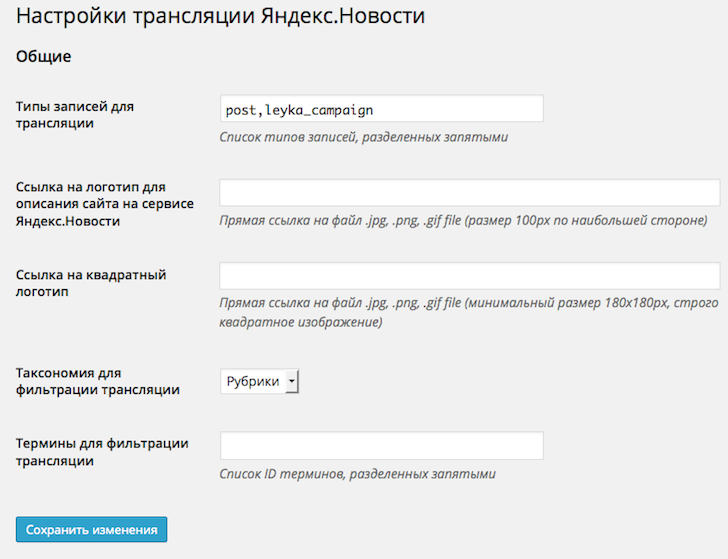 Настройки трансляции Яндекс.Новости
Общие
Типы записей для
трансляции
post,leyka_campaign
Список типов записей, разделенных запятыми
Ссылка на логотип для
описания сайта на сервисе
Яндекс.Новости
Прямая ссылка на файл .jpg, .png, .gif file (размер 100px по наибольшей стороне)
Ссылка на квадратный
логотип
Прямая ссылка на файл .jpg, .png, .gif file (минимальный размер 180x180px, строго
квадратное изображение)
Таксономия для
фильтрации трансляции
Рубрики
Термины для фильтрации
трансляции
Список ID терминов, разделенных запятыми
Сохранить изменения